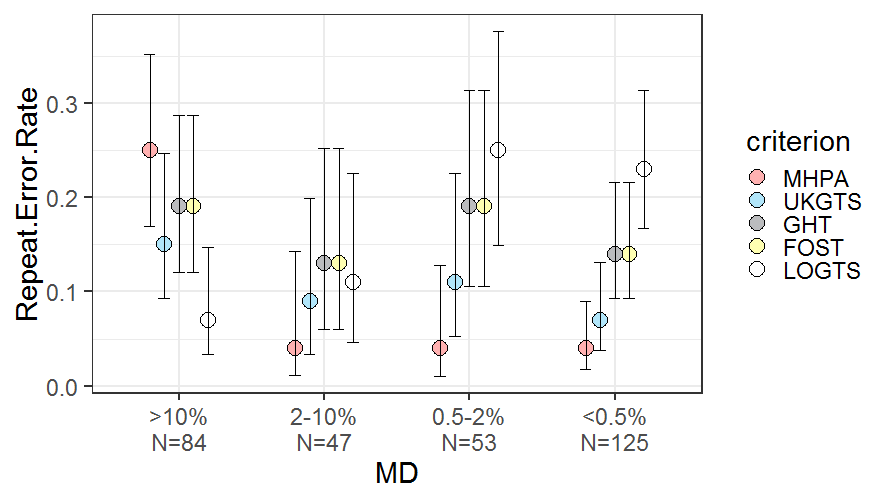 Repeat.Error.Rate
0.3
0.2
0.1
0.0
>10% 2-10% 0.5-2% <0.5%
N=84 N=47 N=53 N=125
MD
criterion
MHPA
UKGTS
GHT
FOST
LOGTS